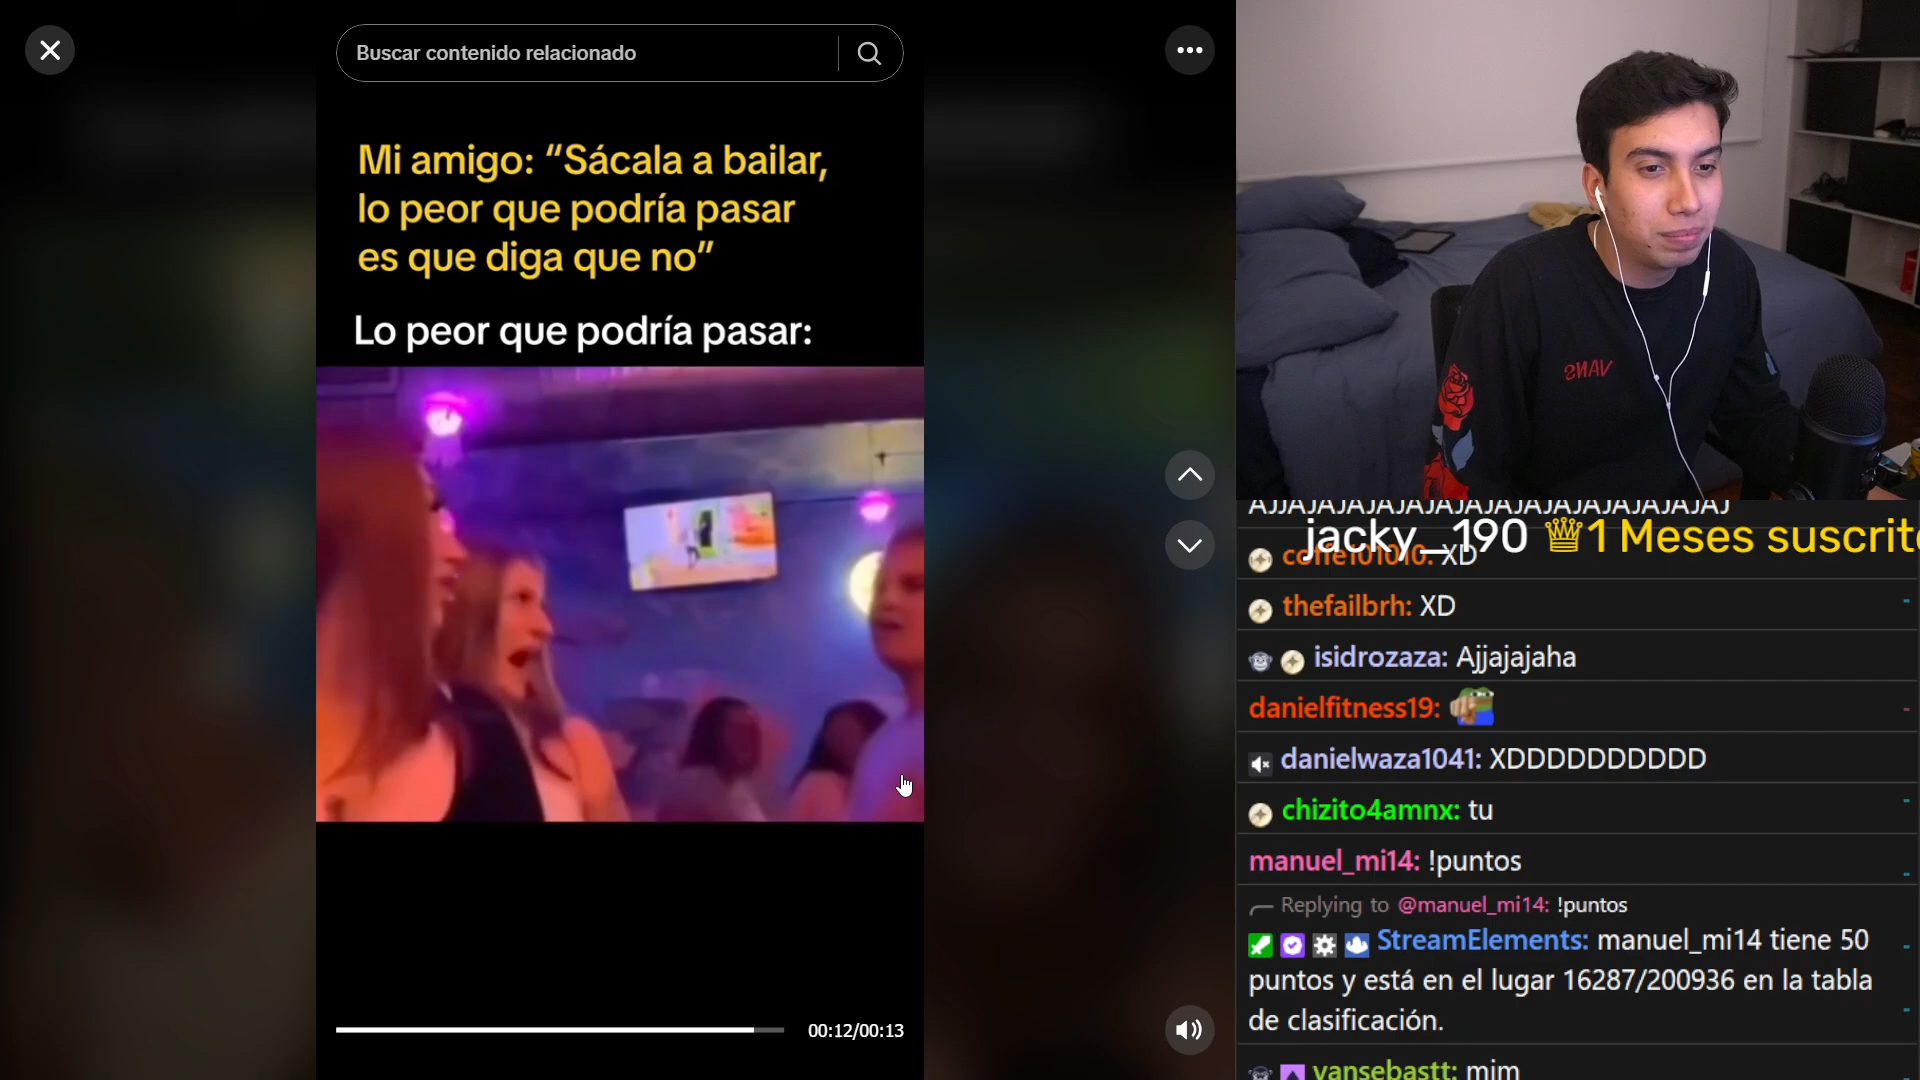 Buscar contenido relacionado
Mi amigo: “Sácala a bailar,
lo peor que podría pasar
es que diga que no”
Lo peor que podría pasar:
00:12/00:13
VANS
AJJAJAJAJAJAJAJAJAJAJAJAJAJAJAJ
jacky_190 1 Meses suscrito
XD
thefailbrh: XD
isidrozaza: Ajjajajaha
danielfitness19:
danielwaza1041: XDDDDDDDDDD
chizito4amnx: tu
manuel_mi14: !puntos
Replying to @manuel_mi14: !puntos
StreamElements: manuel_mi14 tiene 50
puntos y está en el lugar 16287/200936 en la tabla
de clasificación.
vansebastt: mim